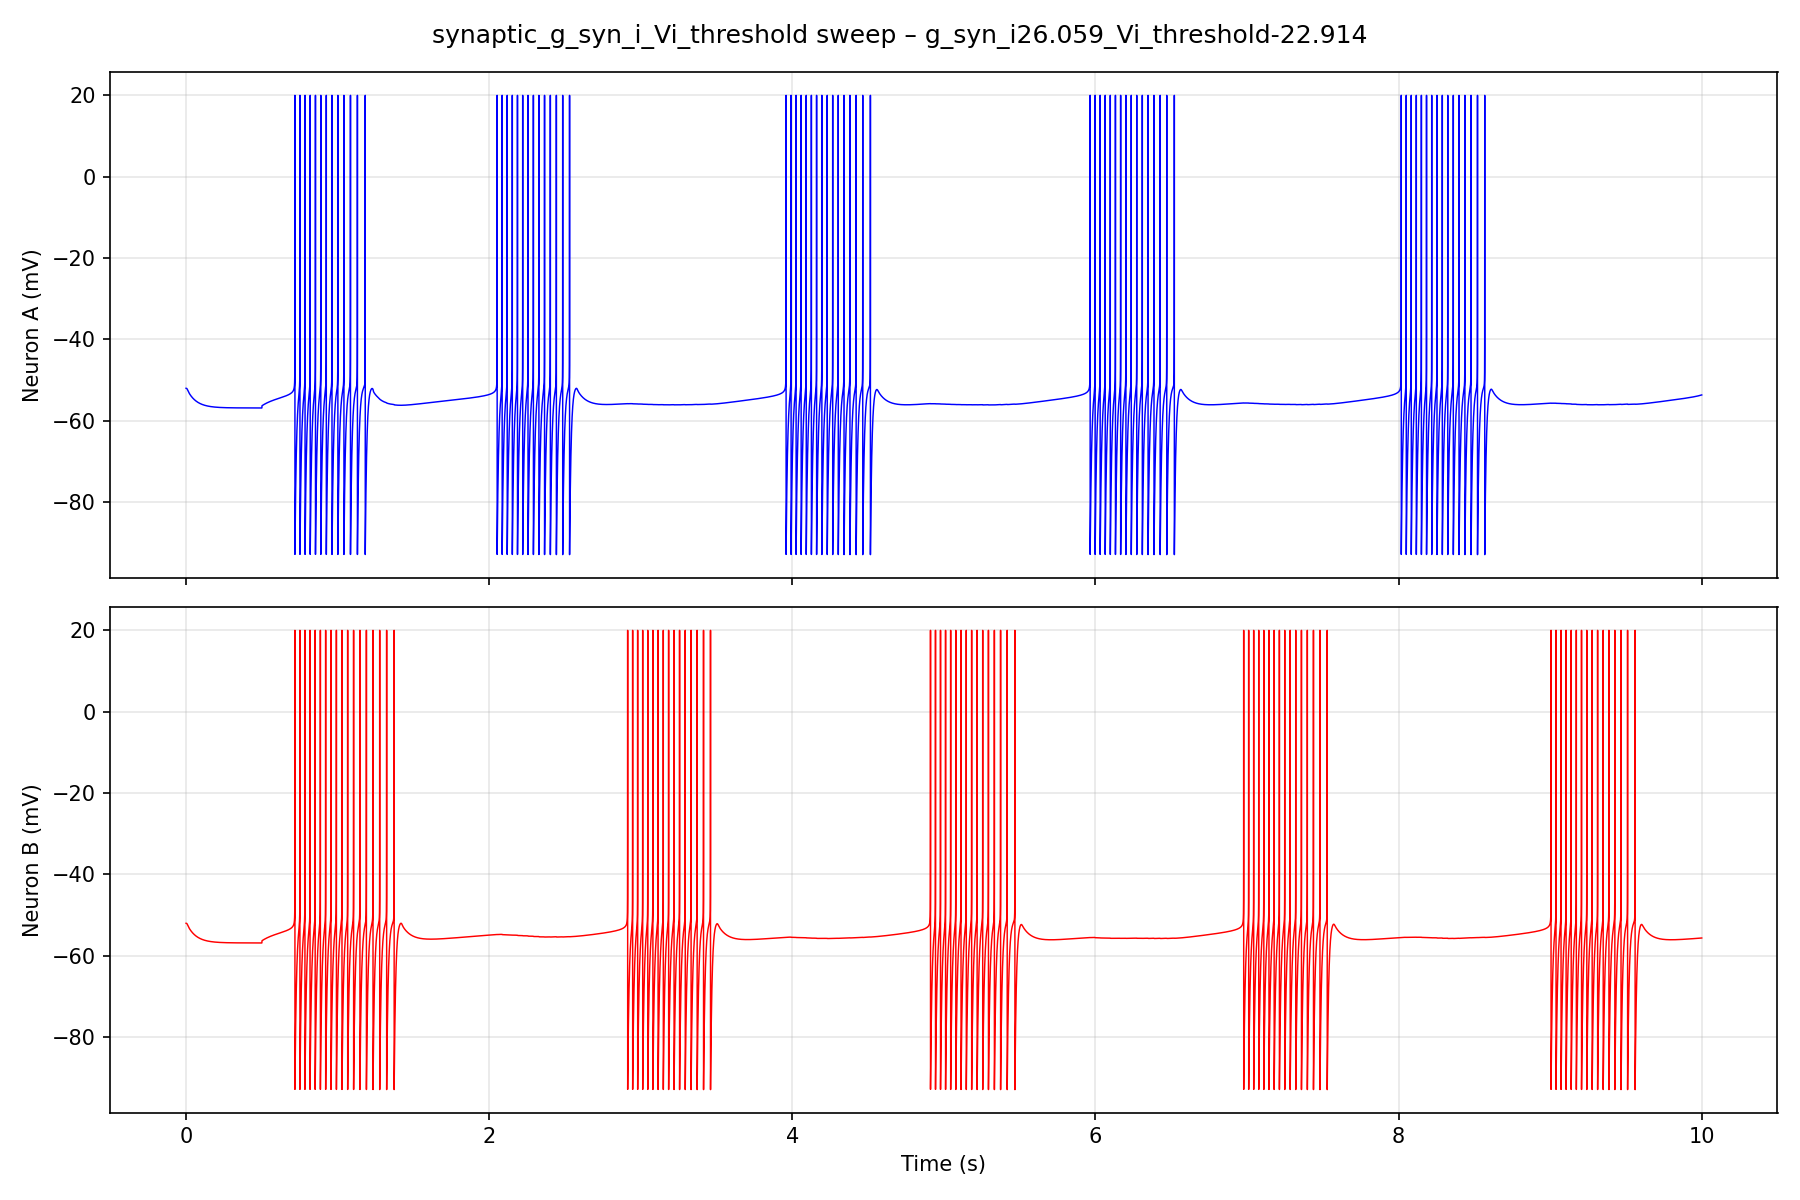 synaptic_g_syn_i_Vi_threshold sweep – g_syn_i26.059_Vi_threshold-22.914
Neuron A (mV)
20
0
−20
−40
−60
−80
Neuron B (mV)
20
0
−20
−40
−60
−80
0 2 4 6 8 10
Time (s)